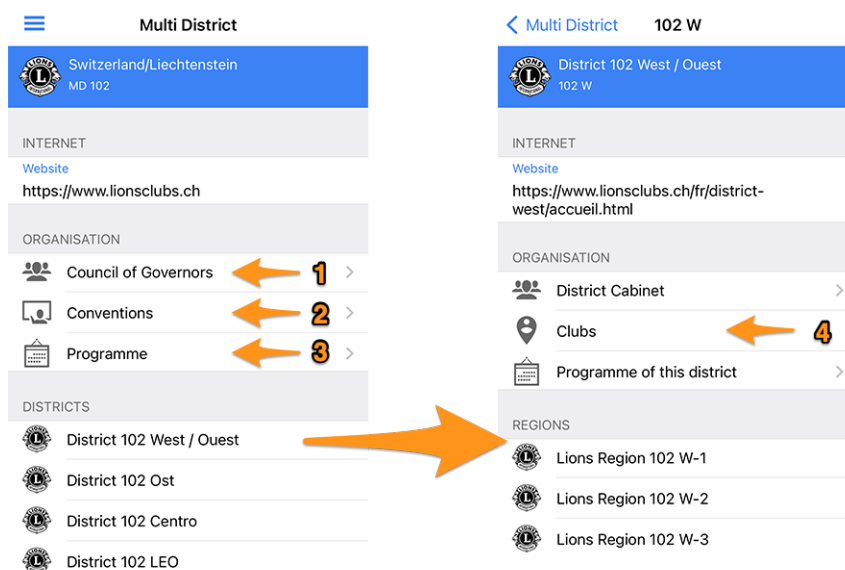 Multi District
Switzerland/Liechtenstein
MD 102
INTERNET
Website
https://www.lionsclubs.ch
ORGANISATION
Council of Governors
1
Conventions
2
Programme
3
DISTRICTS
District 102 West / Ouest
District 102 Ost
District 102 Centro
District 102 LEO
Multi District
102 W
District 102 West / Ouest
102 W
INTERNET
Website
https://www.lionsclubs.ch/fr/district-
west/accueil.html
ORGANISATION
District Cabinet
Clubs
4
Programme of this district
REGIONS
Lions Region 102 W-1
Lions Region 102 W-2
Lions Region 102 W-3